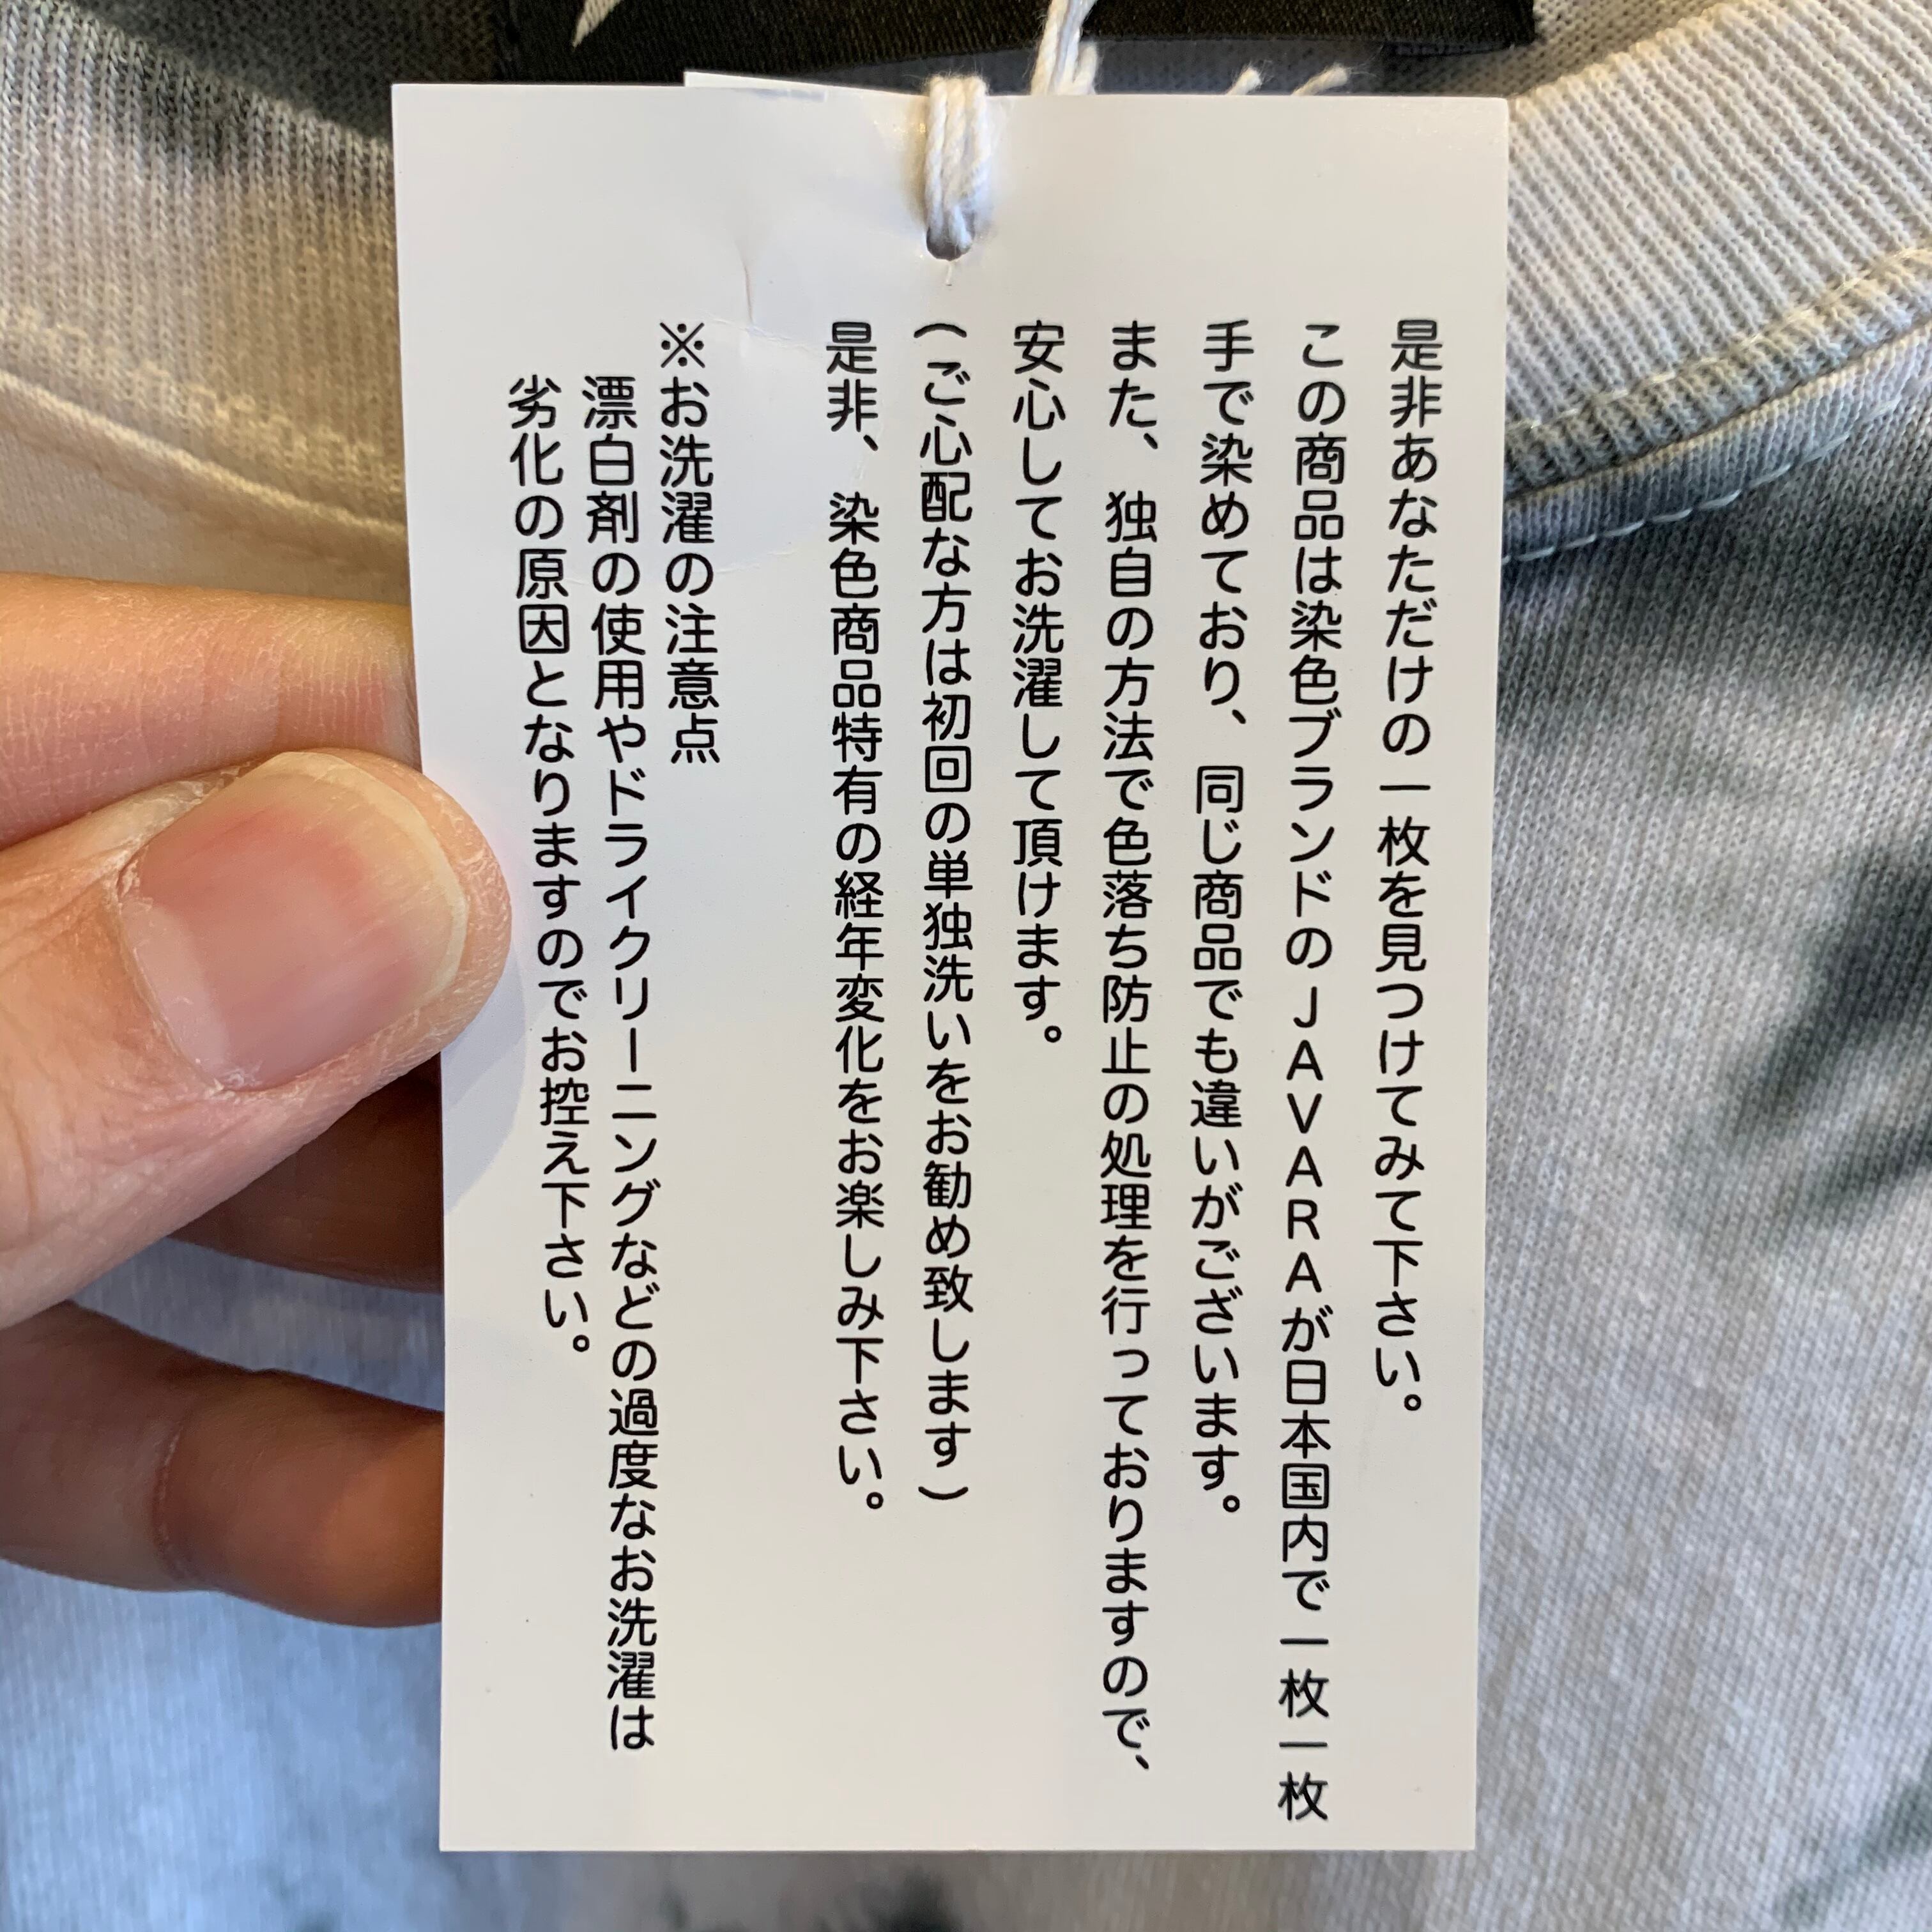 是非あなただけの一枚を見つけてみて下さい。
この商品は染色ブランドのJAVARAが日本国内で一枚一枚
手で染めており、同じ商品でも違いがございます。
また、独自の方法で色落ち防止の処理を行っておりますので、
安心してお洗濯して頂けます。
(ご心配な方は初回の単独洗いをお勧め致します)
是非、染色商品特有の経年変化をお楽しみ下さい。
※お洗濯の注意点
漂白剤の使用やドライクリーニングなどの過度なお洗濯は
劣化の原因となりますのでお控え下さい。